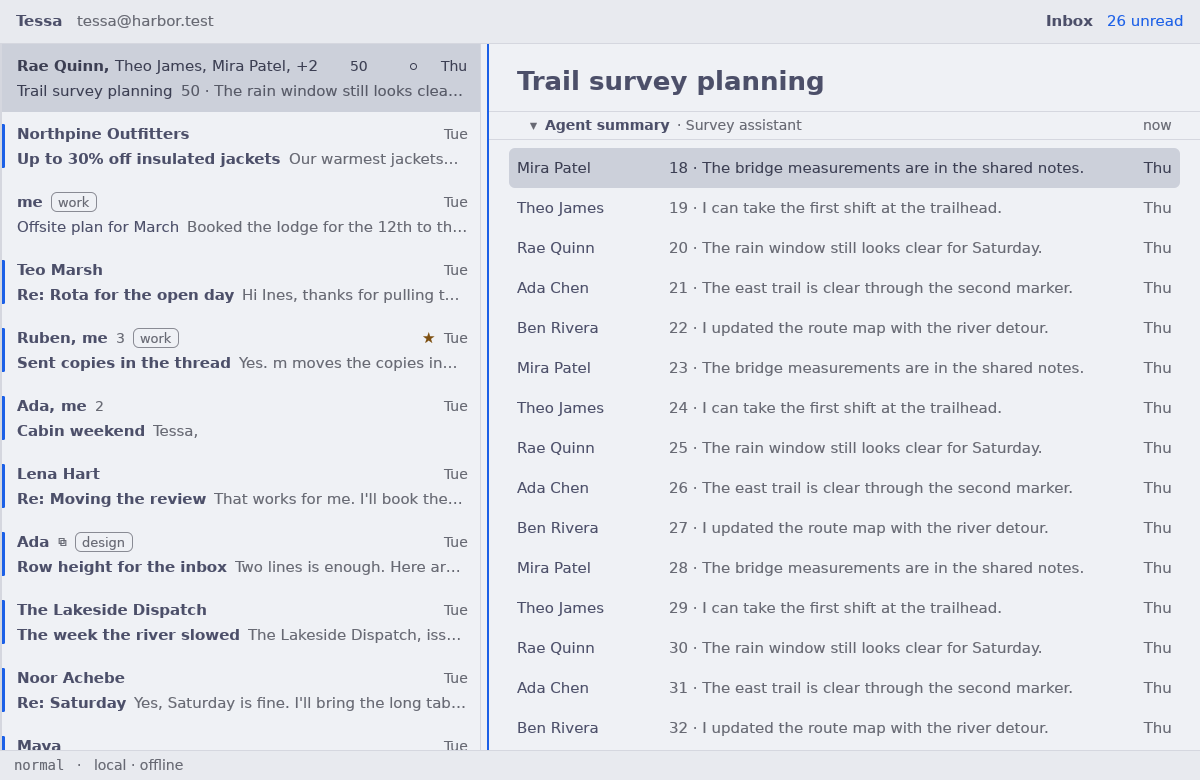 Tessa tessa@harbor.test Inbox 26 unread
Rae Quinn, Theo James, Mira Patel, +2 50 ○ Thu
Trail survey planning 50 · The rain window still looks clea…
Northpine Outfitters Tue
Up to 30% off insulated jackets Our warmest jackets…
me work Tue
Offsite plan for March Booked the lodge for the 12th to th…
Teo Marsh Tue
Re: Rota for the open day Hi Ines, thanks for pulling t…
Ruben, me 3 work ★ Tue
Sent copies in the thread Yes. m moves the copies in…
Ada, me 2 Tue
Cabin weekend Tessa,
Lena Hart Tue
Re: Moving the review That works for me. I'll book the…
Ada ⧉ design Tue
Row height for the inbox Two lines is enough. Here ar…
The Lakeside Dispatch Tue
The week the river slowed The Lakeside Dispatch, iss…
Noor Achebe Tue
Re: Saturday Yes, Saturday is fine. I'll bring the long tab…
Maya Tue
Trail survey planning
▾ Agent summary · Survey assistant now
Mira Patel 18 · The bridge measurements are in the shared notes. Thu
Theo James 19 · I can take the first shift at the trailhead. Thu
Rae Quinn 20 · The rain window still looks clear for Saturday. Thu
Ada Chen 21 · The east trail is clear through the second marker. Thu
Ben Rivera 22 · I updated the route map with the river detour. Thu
Mira Patel 23 · The bridge measurements are in the shared notes. Thu
Theo James 24 · I can take the first shift at the trailhead. Thu
Rae Quinn 25 · The rain window still looks clear for Saturday. Thu
Ada Chen 26 · The east trail is clear through the second marker. Thu
Ben Rivera 27 · I updated the route map with the river detour. Thu
Mira Patel 28 · The bridge measurements are in the shared notes. Thu
Theo James 29 · I can take the first shift at the trailhead. Thu
Rae Quinn 30 · The rain window still looks clear for Saturday. Thu
Ada Chen 31 · The east trail is clear through the second marker. Thu
Ben Rivera 32 · I updated the route map with the river detour. Thu
normal · local · offline